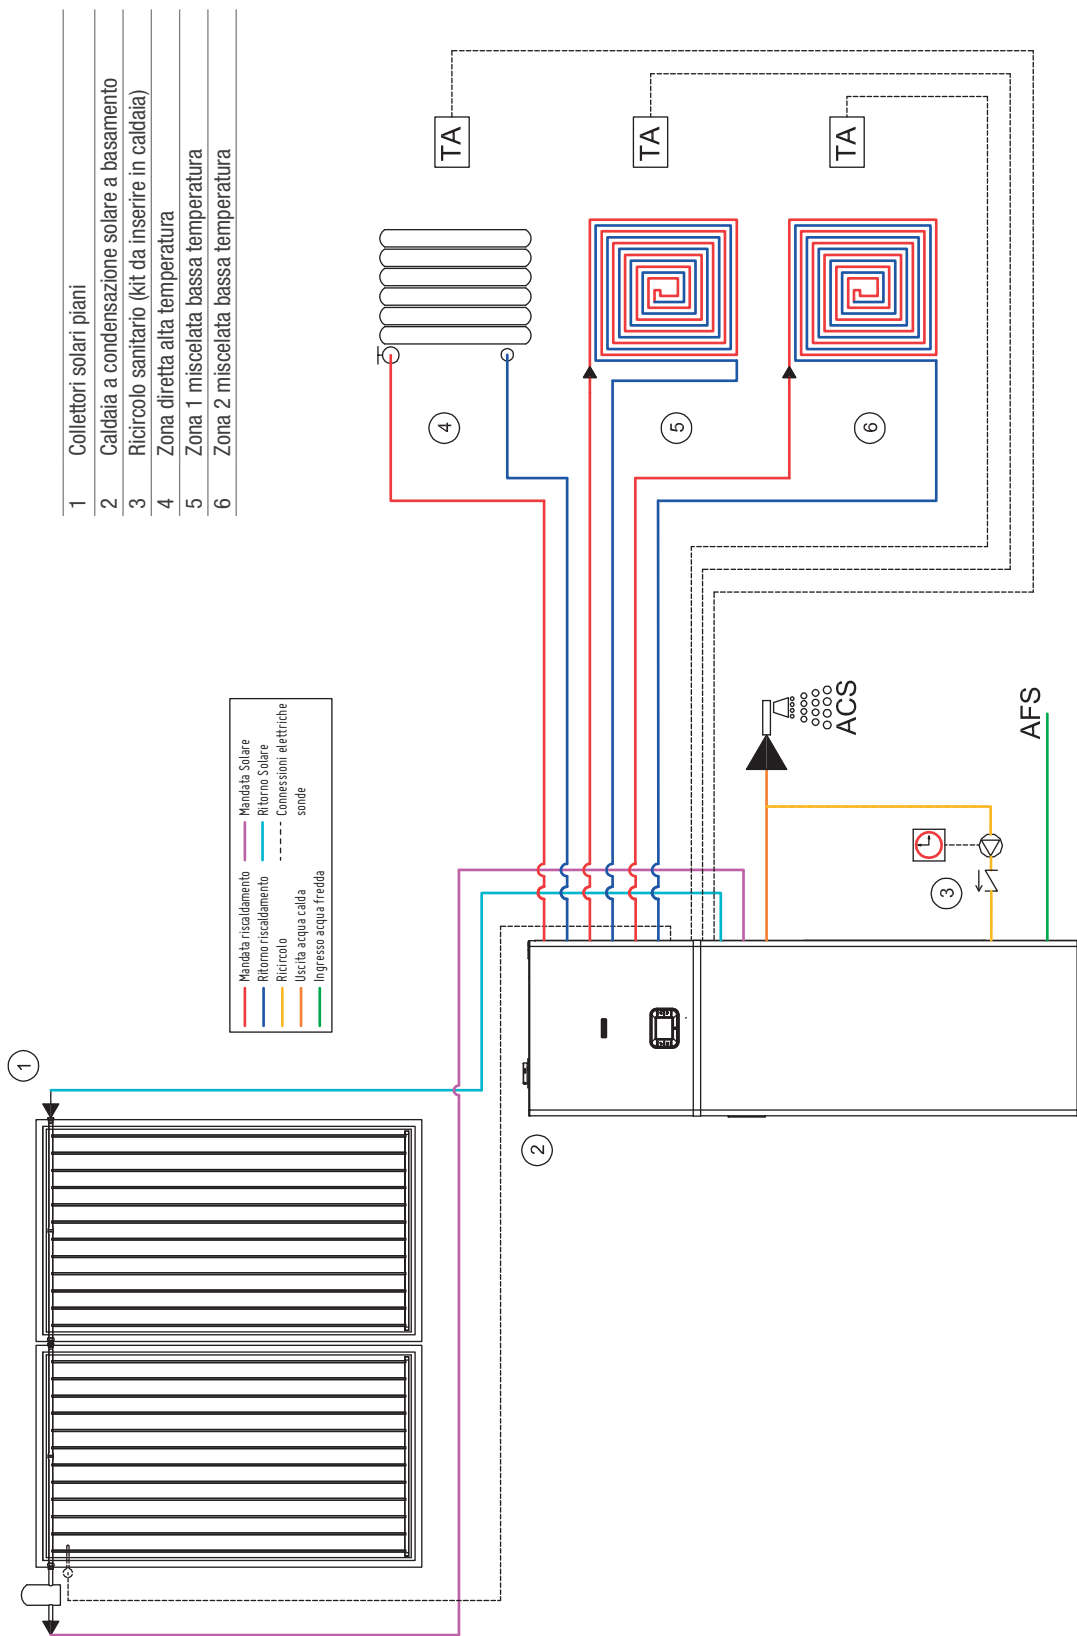 1 Collettori solari piani
2 Caldaia a condensazione solare a basamento
3 Ricircolo sanitario (kit da inserire in caldaia)
4 Zona diretta alta temperatura
5 Zona 1 miscelata bassa temperatura
6 Zona 2 miscelata bassa temperatura
Mandata riscaldamento
Ritorno riscaldamento
Ricircolo
Uscita acqua calda
Ingresso acqua fredda
Mandata Solare
Ritorno Solare
Connessioni elettriche
sonde
1
2
3
4
5
6
TA
TA
TA
ACS
AFS